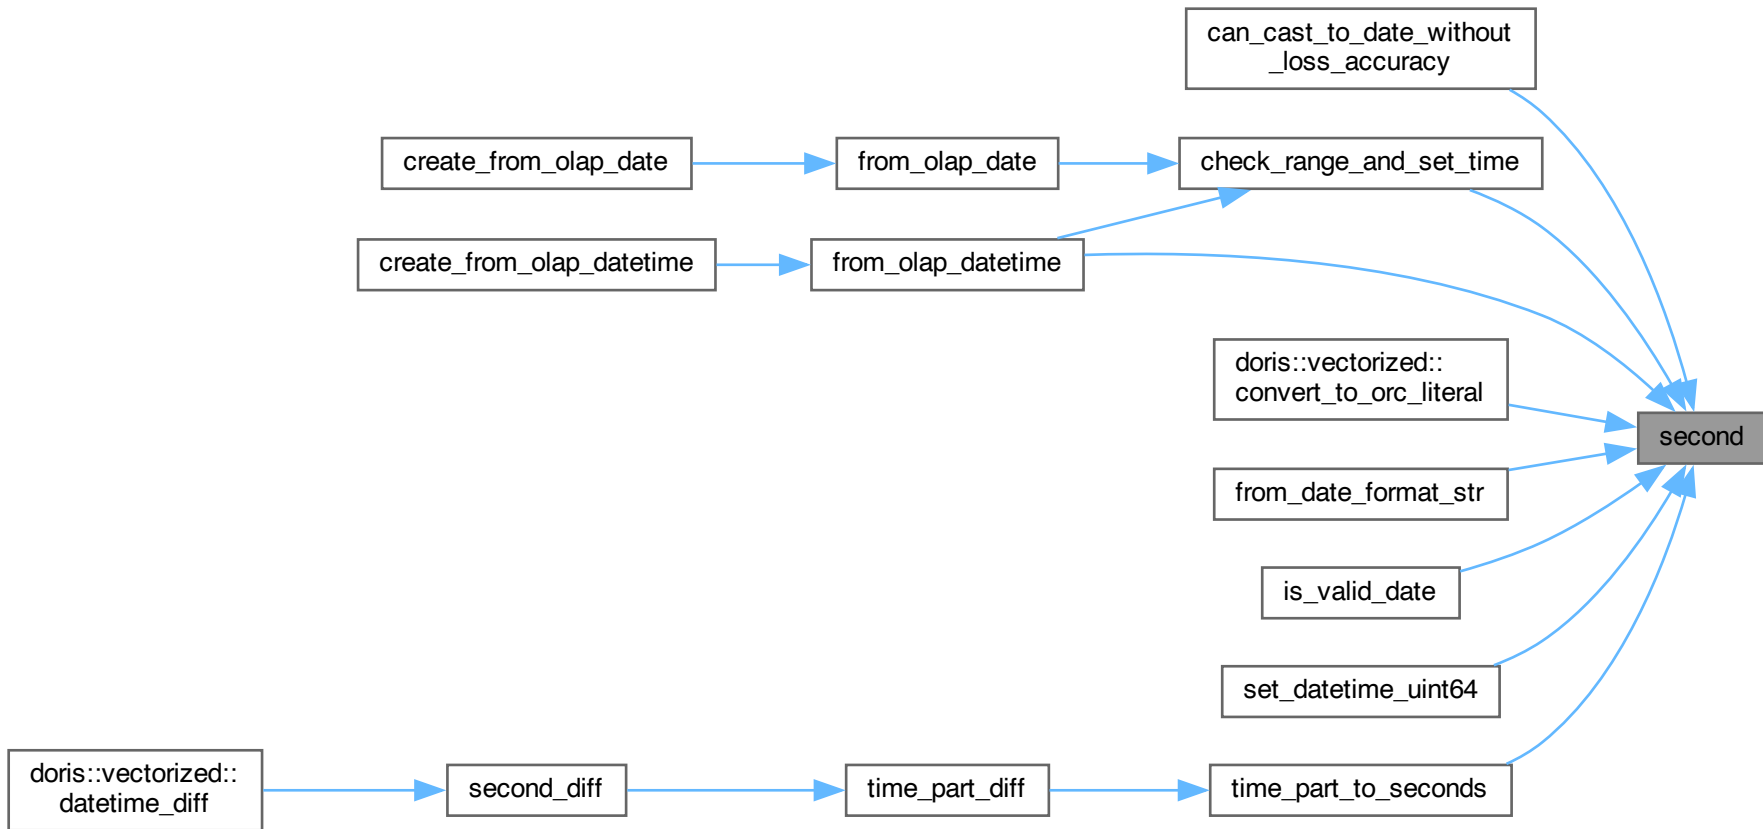 can_cast_to_date_without
_loss_accuracy
create_from_olap_date
from_olap_date
check_range_and_set_time
create_from_olap_datetime
from_olap_datetime
doris::vectorized::
convert_to_orc_literal
second
from_date_format_str
is_valid_date
set_datetime_uint64
doris::vectorized::
datetime_diff
second_diff
time_part_diff
time_part_to_seconds